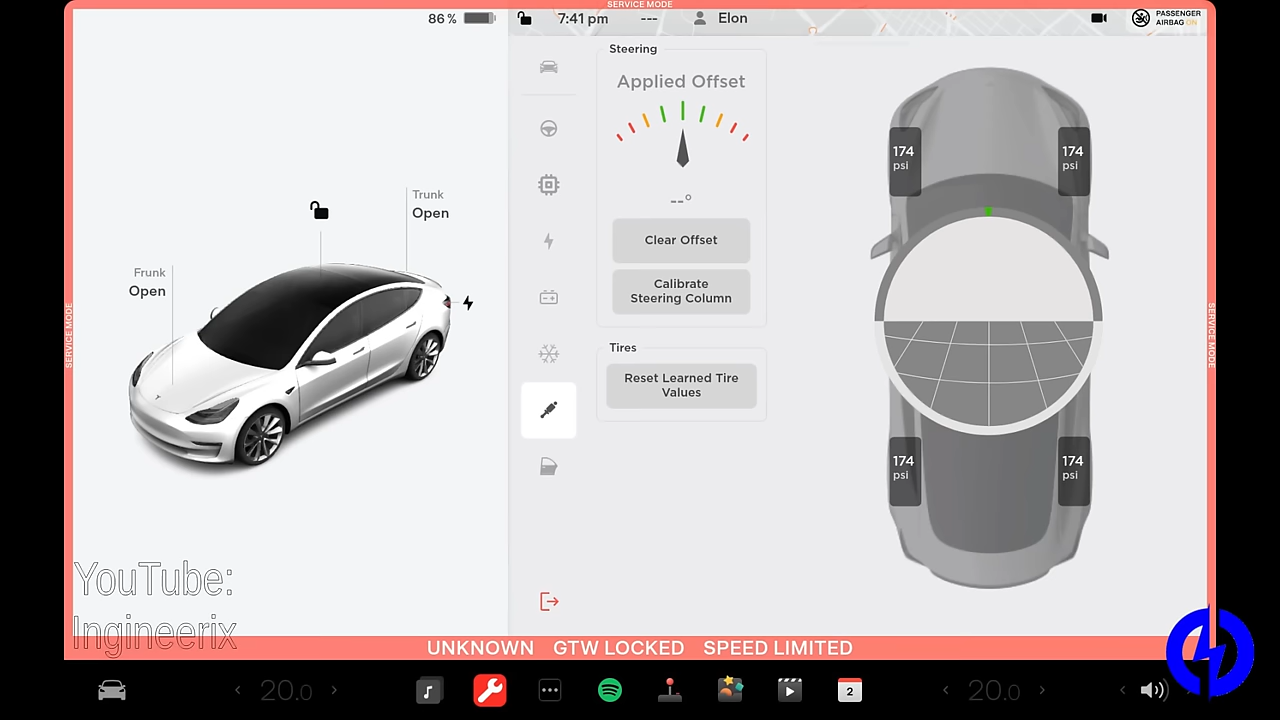 SERVICE MODE
86 %
7:41 pm
---
Elon
PASSENGER
AIRBAG ON
Steering
Applied Offset
--°
Clear Offset
Calibrate
Steering Column
Tires
Reset Learned Tire
Values
Trunk
Open
Frunk
Open
174
psi
174
psi
174
psi
174
psi
SERVICE MODE
SERVICE MODE
YouTube:
Ingineerix
UNKNOWN GTW LOCKED SPEED LIMITED
20.0
2
20.0